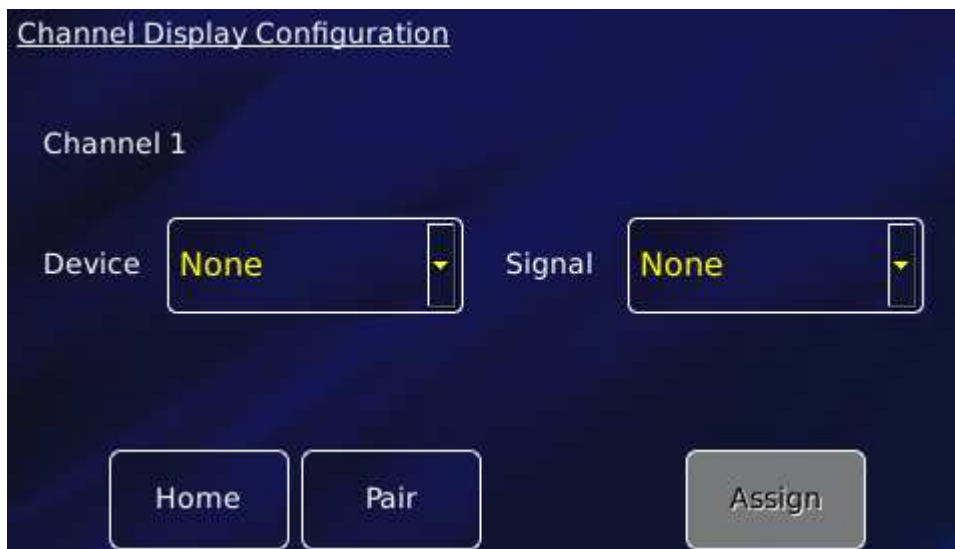 Channel Display Configuration
Channel 1
Device None Signal None
Home Pair Assign